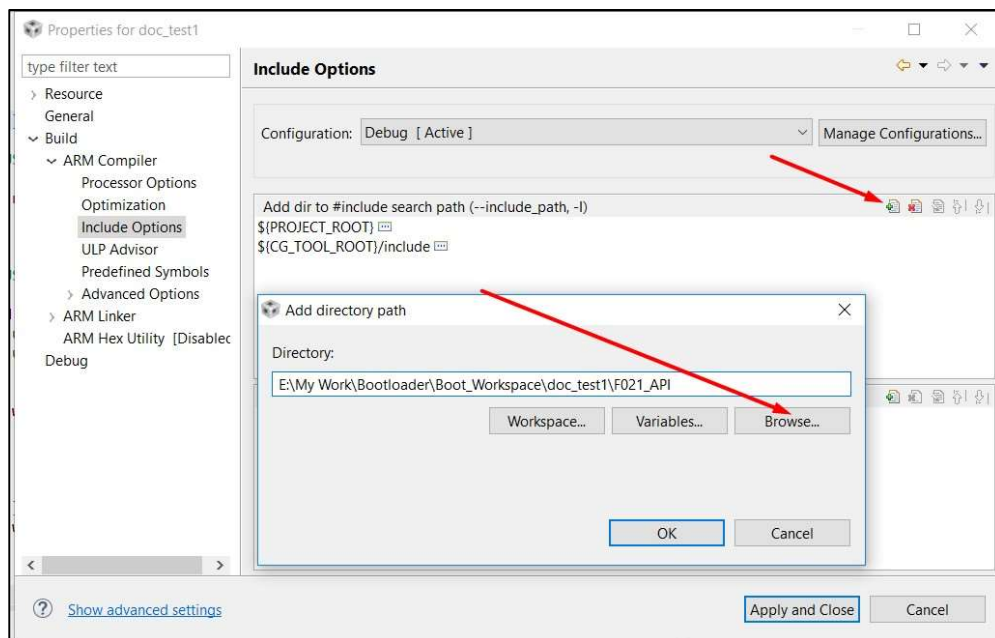 Properties for doc_test1
type filter text
Resource
General
Build
ARM Compiler
Processor Options
Optimization
Include Options
ULP Advisor
Predefined Symbols
Advanced Options
ARM Linker
ARM Hex Utility [Disablec
Debug
Include Options
Configuration: Debug [ Active ]
Manage Configurations...
Add dir to #include search path (--include_path, -I)
${PROJECT_ROOT}
${CG_TOOL_ROOT}/include
Add directory path
Directory:
E:\My Work\Bootloader\Boot_Workspace\doc_test1\F021_API
Workspace... Variables... Browse...
OK Cancel
Show advanced settings
Apply and Close Cancel